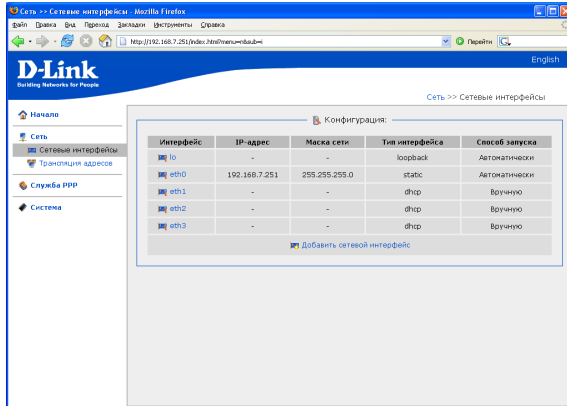 Сеть >> Сетевые интерфейсы - Mozilla Firefox
Файл Правка Вид Переход Закладки Инструменты Справка
http://192.168.7.251/index.html?menu=n&sub=i Перейти
English
D-Link
Building Networks for People
Сеть >> Сетевые интерфейсы
Начало
Сеть
Сетевые интерфейсы
Трансляция адресов
Служба PPP
Система
Конфигурация:
Интерфейс IP-адрес Маска сети Тип интерфейса Способ запуска
lo - - loopback Автоматически
eth0 192.168.7.251 255.255.255.0 static Автоматически
eth1 - - dhcp Вручную
eth2 - - dhcp Вручную
eth3 - - dhcp Вручную
Добавить сетевой интерфейс